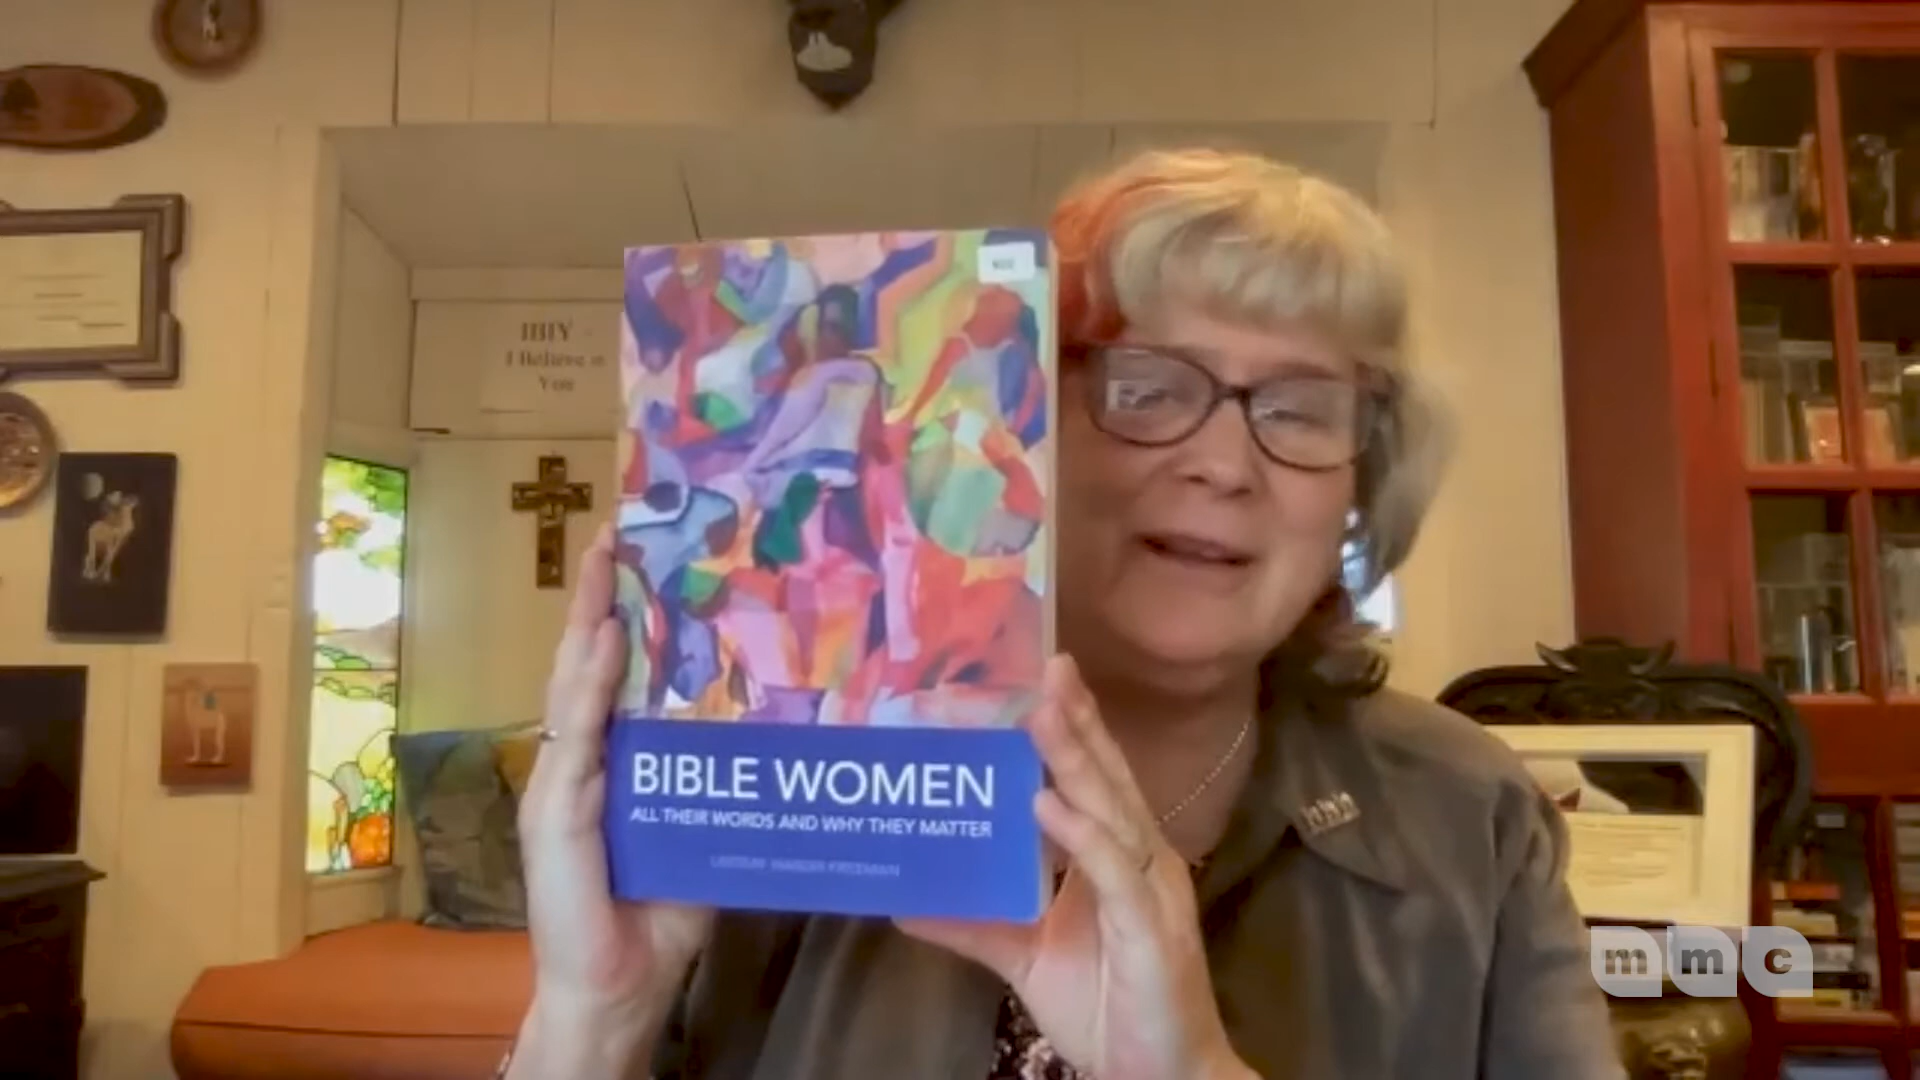 IBIY
I Believe in
You
BIBLE WOMEN
ALL THEIR WORDS AND WHY THEY MATTER
LINDSAY HARDIN FREEMAN
mmc